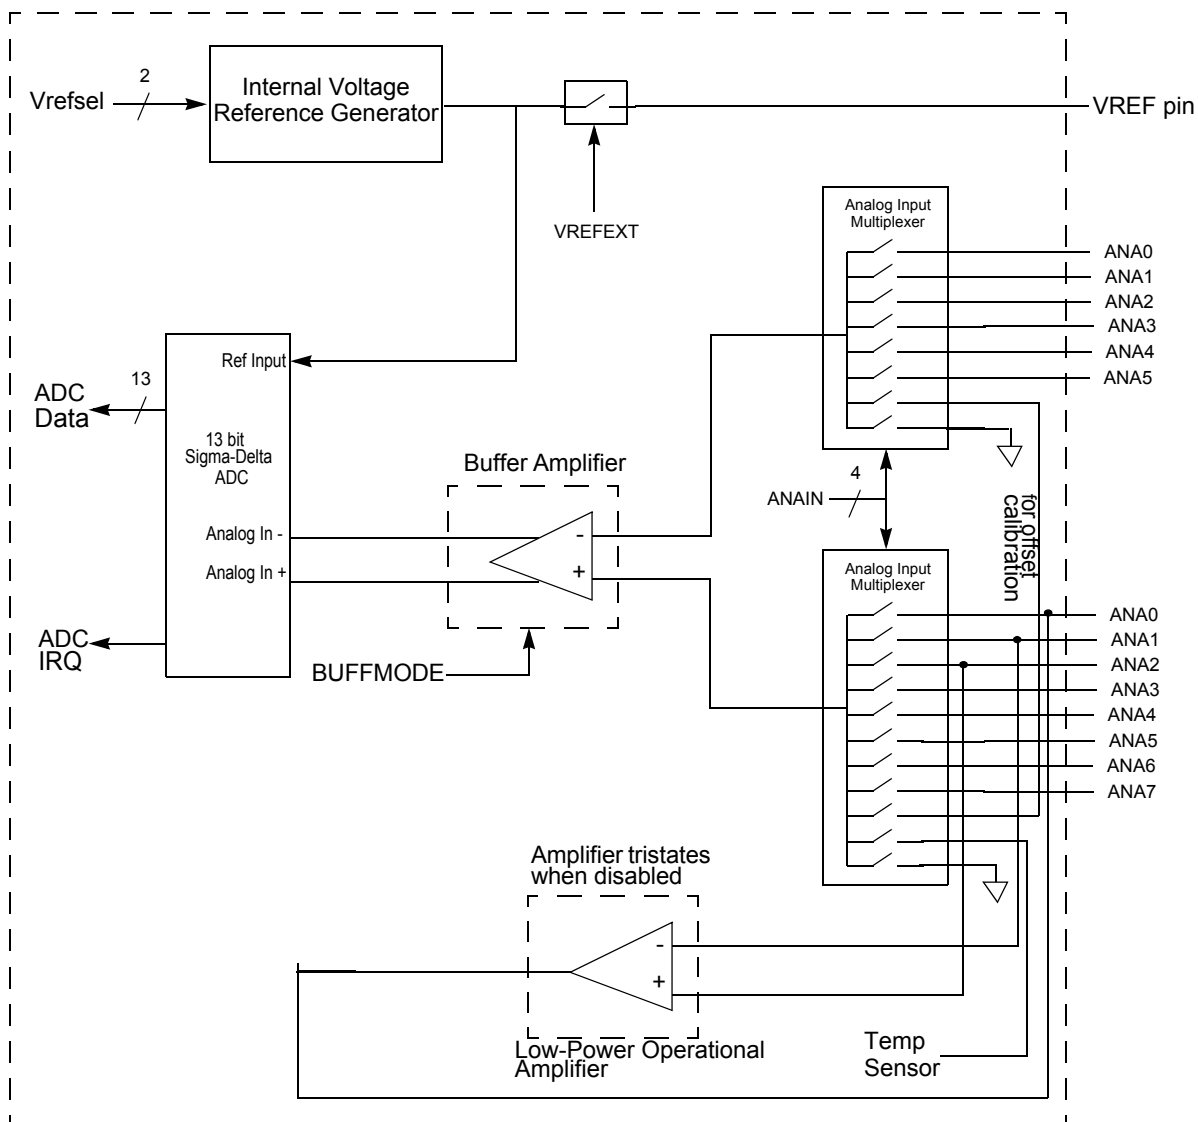 Vrefsel
2
Internal Voltage
Reference Generator
VREF pin
VREFEXT
Analog Input
Multiplexer
ANA0
ANA1
ANA2
ANA3
ANA4
ANA5
Ref Input
13
ADC
Data
13 bit
Sigma-Delta
ADC
Buffer Amplifier
4
ANAIN
for offset
calibration
Analog In -
Analog In +
-
+
Analog Input
Multiplexer
ADC
IRQ
BUFFMODE
ANA0
ANA1
ANA2
ANA3
ANA4
ANA5
ANA6
ANA7
Amplifier tristates
when disabled
-
+
Low-Power Operational
Amplifier
Temp
Sensor